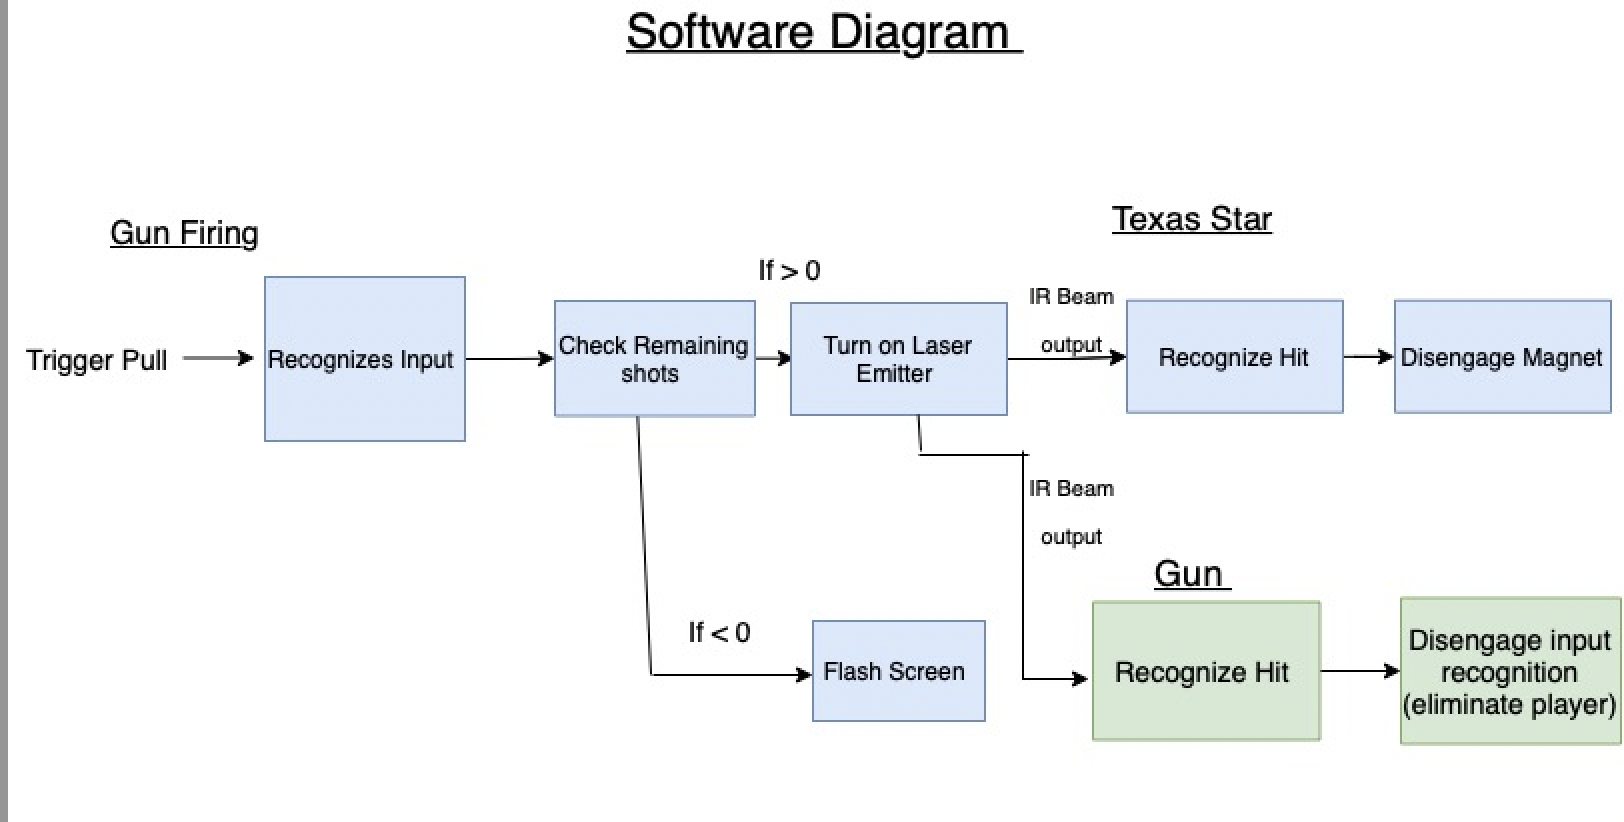 Software Diagram
Gun Firing
Trigger Pull
Recognizes Input
Check Remaining
shots
If > 0
Turn on Laser
Emitter
IR Beam
output
Texas Star
Recognize Hit
Disengage Magnet
If < 0
Flash Screen
IR Beam
output
Gun
Recognize Hit
Disengage input
recognition
(eliminate player)